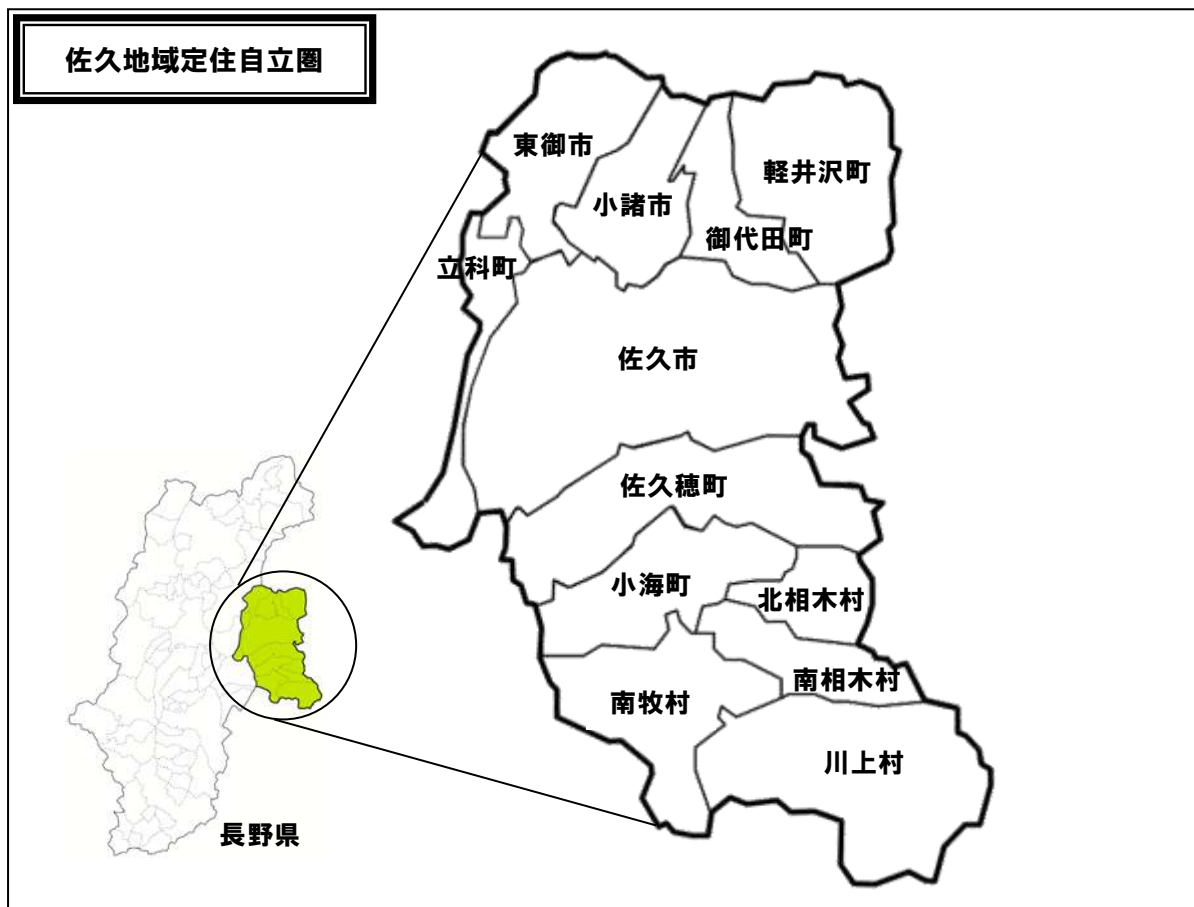 佐久地域定住自立圏
東御市
軽井沢町
小諸市
御代田町
立科町
佐久市
佐久穂町
小海町
北相木村
南相木村
南牧村
川上村
長野県